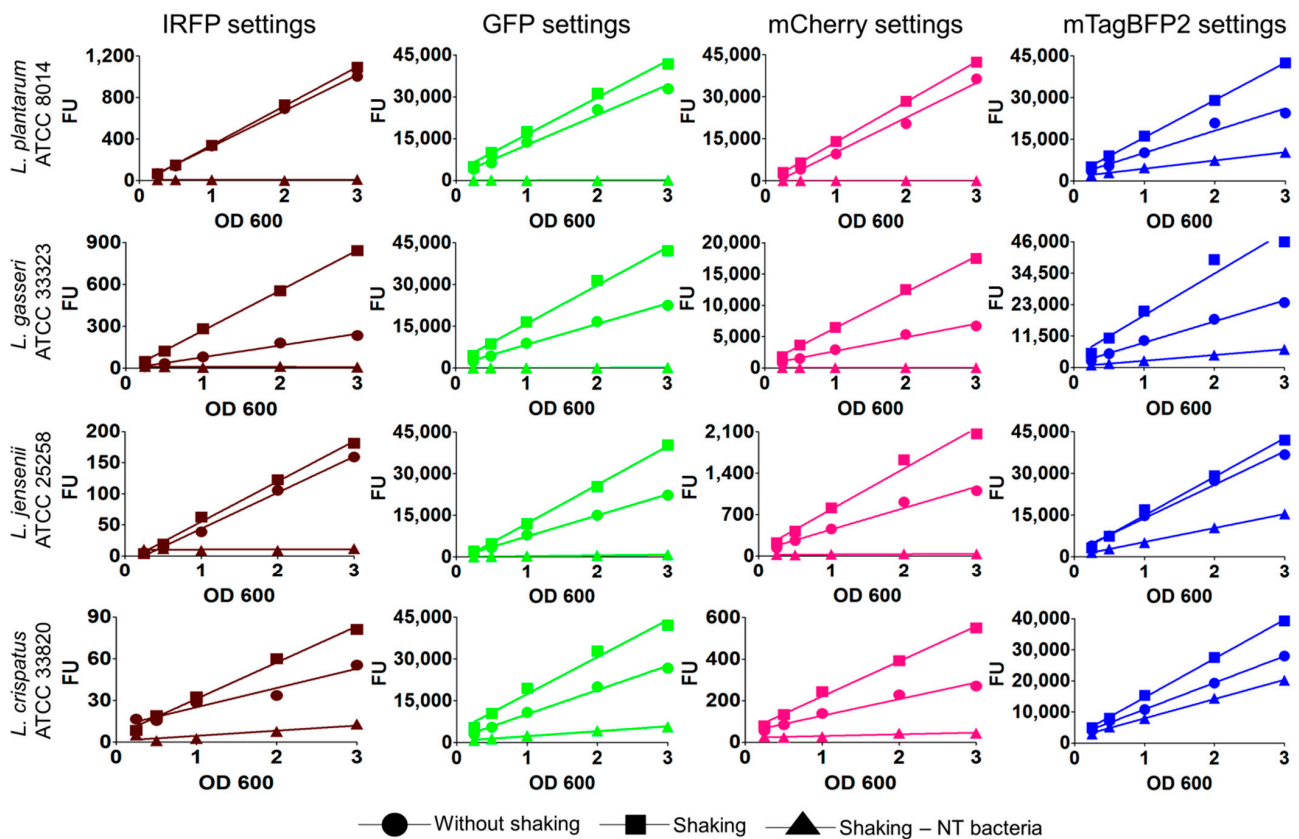 IRFP settings GFP settings mCherry settings mTagBFP2 settings
L. plantarum
ATCC 8014
FU
1,200
800
400
0
0 1 2 3
OD 600
FU
45,000
30,000
15,000
0
0 1 2 3
OD 600
FU
45,000
30,000
15,000
0
0 1 2 3
OD 600
FU
45,000
30,000
15,000
0
0 1 2 3
OD 600
L. gasseri
ATCC 33323
FU
900
600
300
0
0 1 2 3
OD 600
FU
45,000
30,000
15,000
0
0 1 2 3
OD 600
FU
20,000
15,000
10,000
5,000
0
0 1 2 3
OD 600
FU
46,000
34,500
23,000
11,500
0
0 1 2 3
OD 600
L. jensenii
ATCC 25258
FU
200
150
100
50
0
0 1 2 3
OD 600
FU
45,000
30,000
15,000
0
0 1 2 3
OD 600
FU
2,100
1,400
700
0
0 1 2 3
OD 600
FU
45,000
30,000
15,000
0
0 1 2 3
OD 600
L. crispatus
ATCC 33820
FU
90
60
30
0
0 1 2 3
OD 600
FU
45,000
30,000
15,000
0
0 1 2 3
OD 600
FU
600
400
200
0
0 1 2 3
OD 600
FU
40,000
30,000
20,000
10,000
0
0 1 2 3
OD 600
Without shaking Shaking Shaking – NT bacteria